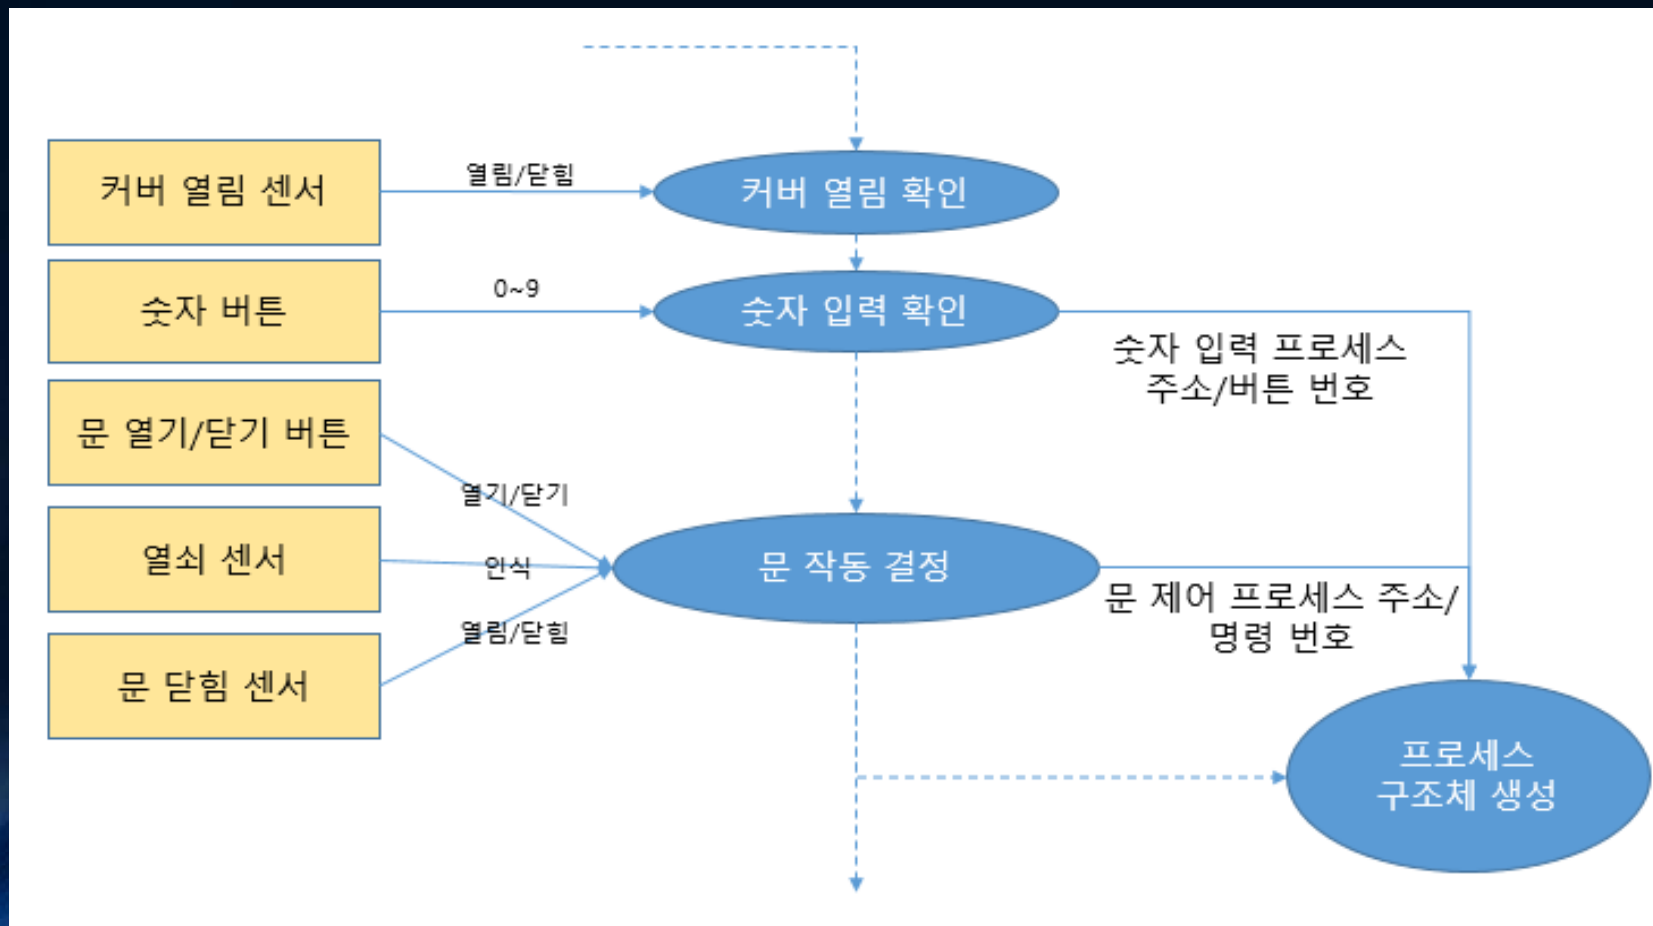 커버 열림 센서
열림/닫힘
커버 열림 확인
숫자 버튼
0~9
숫자 입력 확인
숫자 입력 프로세스
주소/버튼 번호
문 열기/닫기 버튼
열기/닫기
열쇠 센서
인식
문 작동 결정
문 제어 프로세스 주소/
명령 번호
문 닫힘 센서
열림/닫힘
프로세스
구조체 생성